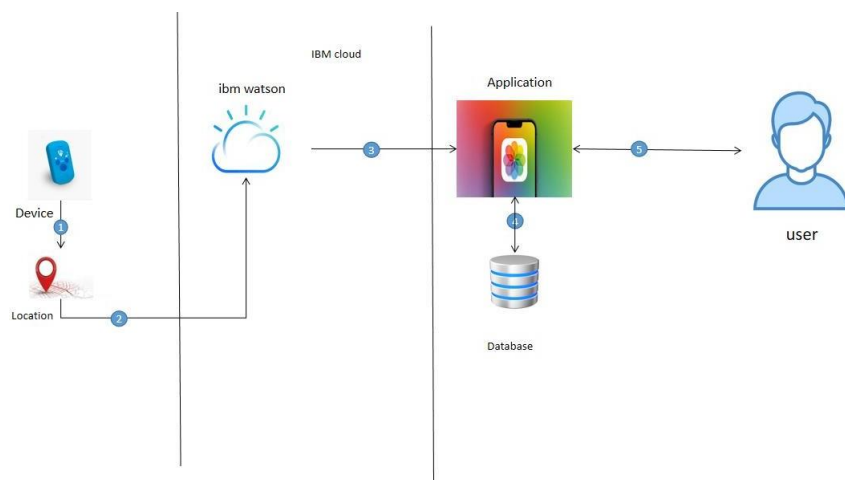 IBM cloud
ibm watson
Application
3
5
Device
1
4
user
Location
2
Database